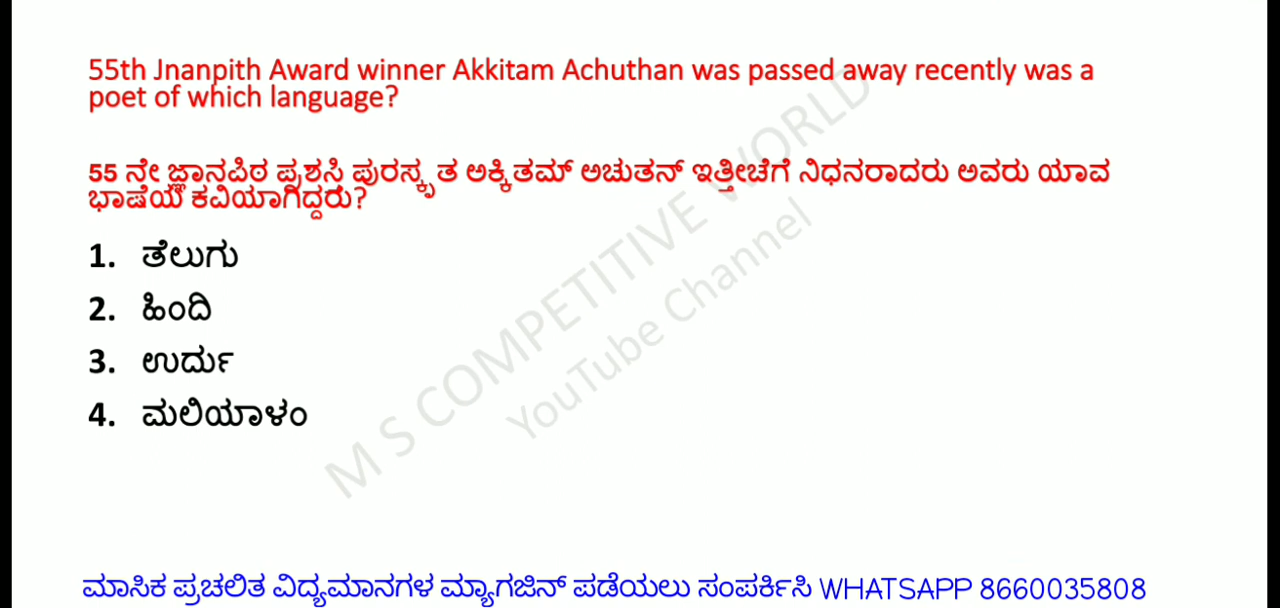 55th Jnanpith Award winner Akkitam Achuthan was passed away recently was a
poet of which language?
55 ನೇ ಜ್ಞಾನಪಿಠ ಪ್ರಶಸ್ತಿ ಪುರಸ್ಕೃತ ಅಕ್ಕಿತಮ್ ಅಚುತನ್ ಇತ್ತೀಚೆಗೆ ನಿಧನರಾದರು ಅವರು ಯಾವ
ಭಾಷೆಯ ಕವಿಯಾಗಿದ್ದರು?
1. ತೆಲುಗು
2. ಹಿಂದಿ
3. ಉರ್ದು
4. ಮಲಿಯಾಳಂ
M S COMPETITIVE WORLD
YouTube Channel
ಮಾಸಿಕ ಪ್ರಚಲಿತ ವಿದ್ಯಮಾನಗಳ ಮ್ಯಾಗಜಿನ್ ಪಡೆಯಲು ಸಂಪರ್ಕಿಸಿ WHATSAPP 8660035808